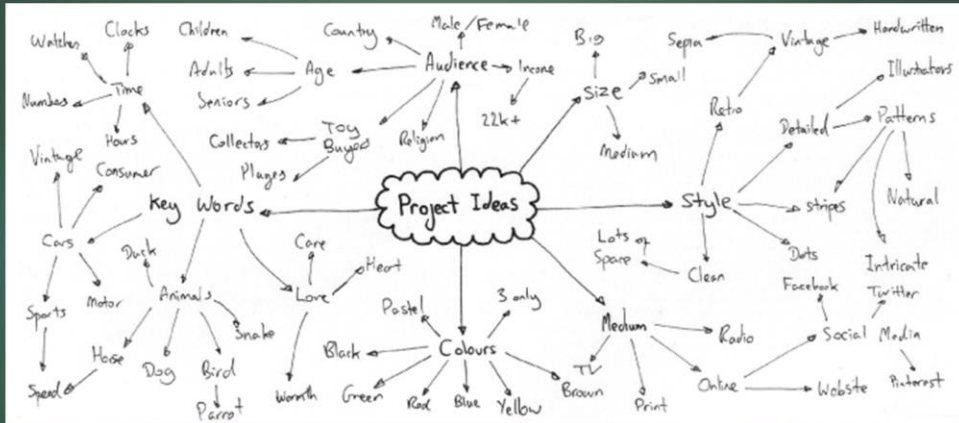 Project Ideas
Key Words
Time
Clocks
Watches
Numbers
Hours
Cars
Vintage
Consumer
Motor
Sports
Speed
Animals
Duck
Horse
Dog
Bird
Parrot
Snake
Love
Care
Heart
Warmth
Audience
Male/Female
Country
Income
22k+
Age
Children
Adults
Seniors
Toy
Buyers
Collectors
Religion
Size
Big
Small
Medium
Style
Retro
Vintage
Sepia
Handwritten
Detailed
Illustrators
Patterns
Natural
Intricate
Stripes
Dots
Clean
Lots of
Space
Medium
TV
Print
Radio
Online
Website
Social Media
Facebook
Twitter
Pinterest
Colours
Pastel
3 only
Black
Green
Red
Blue
Yellow
Brown